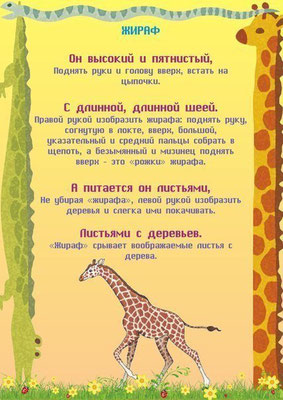 ЖИРАФ
Он высокий и пятнистый,
Поднять руки и голову вверх, встать на
цыпочки.
С длинной, длинной шеей.
Правой рукой изобразить жирафа: поднять руку,
согнутую в локте, вверх, большой,
указательный и средний пальцы собрать в
щепоть, а безымянный и мизинец поднять
вверх - это «рожки» жирафа.
А питается он листьями,
Не убирая «жирафа», левой рукой изобразить
деревья и слегка ими покачивать.
Листьями с деревьев.
«Жираф» срывает воображаемые листья с
дерева.